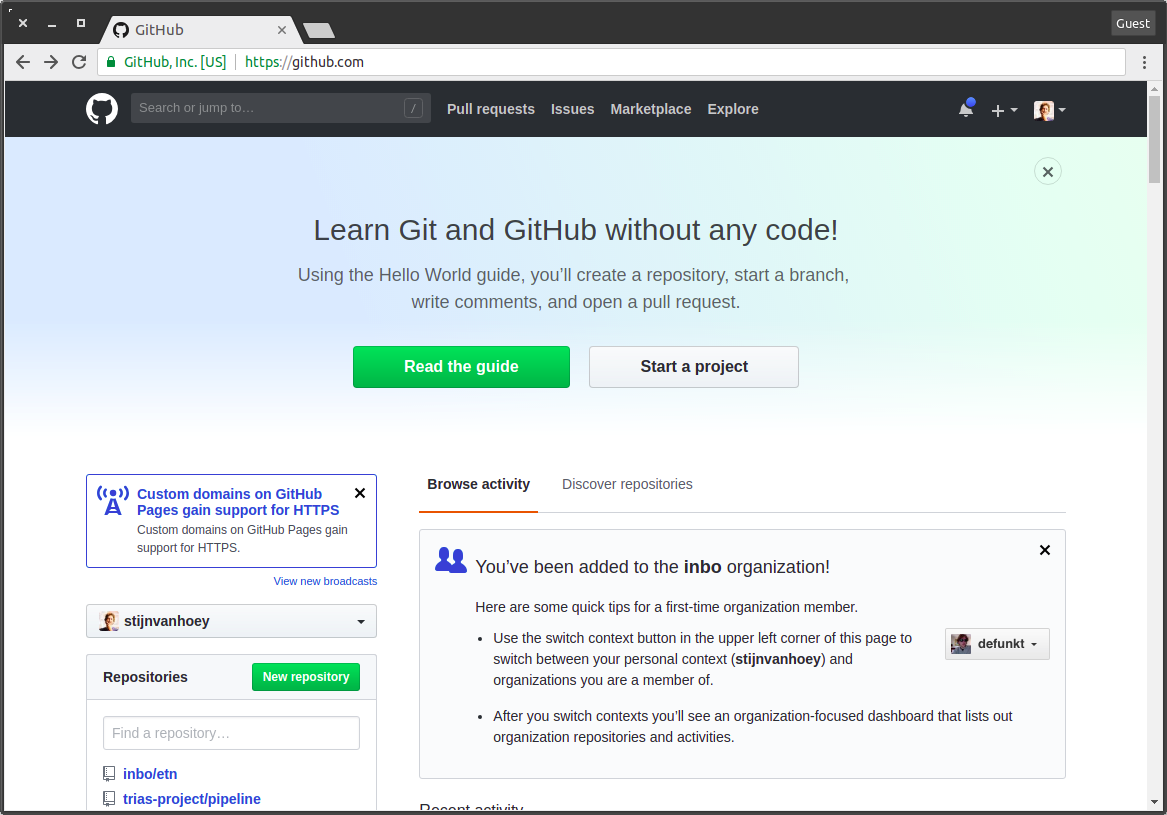 GitHub
Guest
GitHub, Inc. [US] https://github.com
Search or jump to… /
Pull requests Issues Marketplace Explore
Learn Git and GitHub without any code!
Using the Hello World guide, you’ll create a repository, start a branch,
write comments, and open a pull request.
Read the guide
Start a project
Custom domains on GitHub
Pages gain support for HTTPS
Custom domains on GitHub Pages gain
support for HTTPS.
View new broadcasts
stijnvanhoey
Repositories
New repository
Find a repository…
inbo/etn
trias-project/pipeline
Browse activity
Discover repositories
You’ve been added to the inbo organization!
Here are some quick tips for a first-time organization member.
• Use the switch context button in the upper left corner of this page to
switch between your personal context (stijnvanhoey) and
organizations you are a member of.
defunkt
• After you switch contexts you’ll see an organization-focused dashboard that lists out
organization repositories and activities.
Recent activity